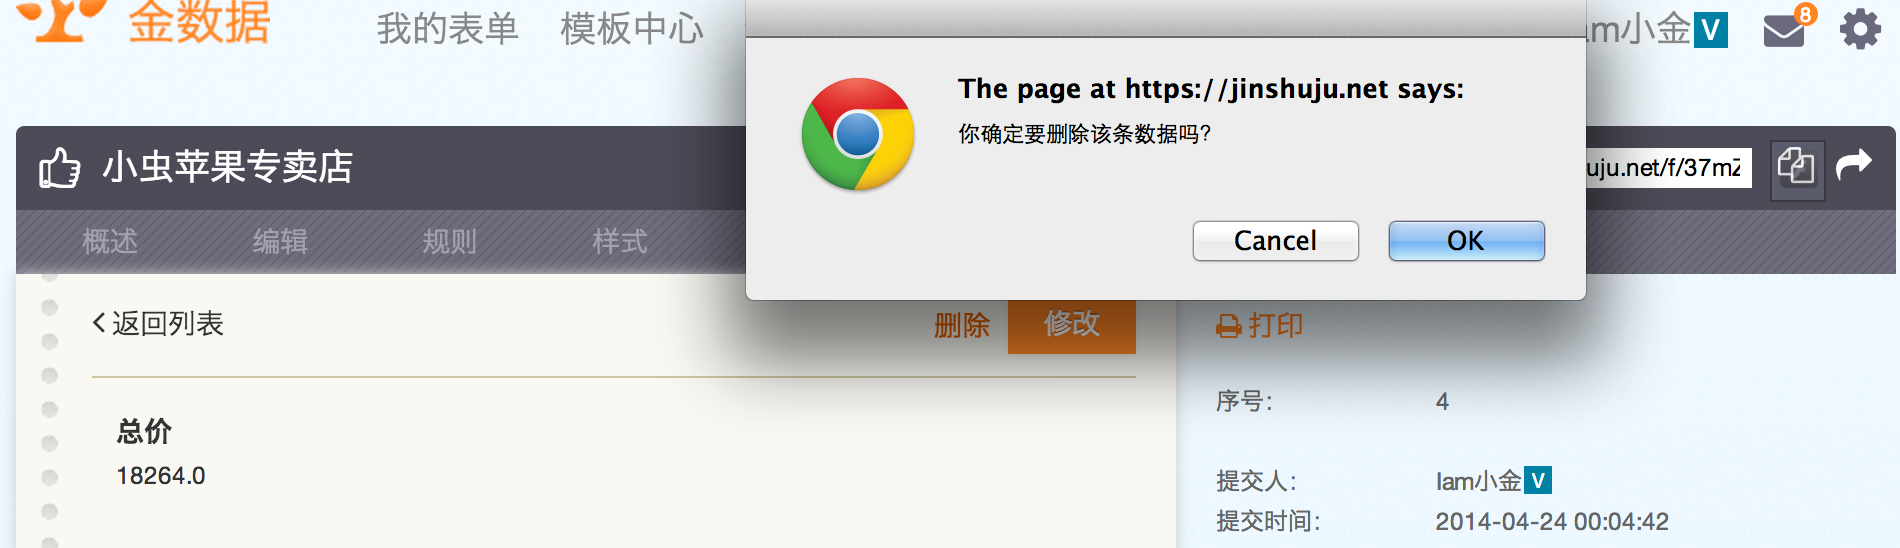 金数据
我的表单 模板中心
Iam小金 V
8
The page at https://jinshuju.net says:
你确定要删除该条数据吗?
Cancel OK
小虫苹果专卖店
uju.net/f/37mZ
概述 编辑 规则 样式
返回列表 删除 修改
打印
总价
18264.0
序号: 4
提交人: Iam小金 V
提交时间: 2014-04-24 00:04:42